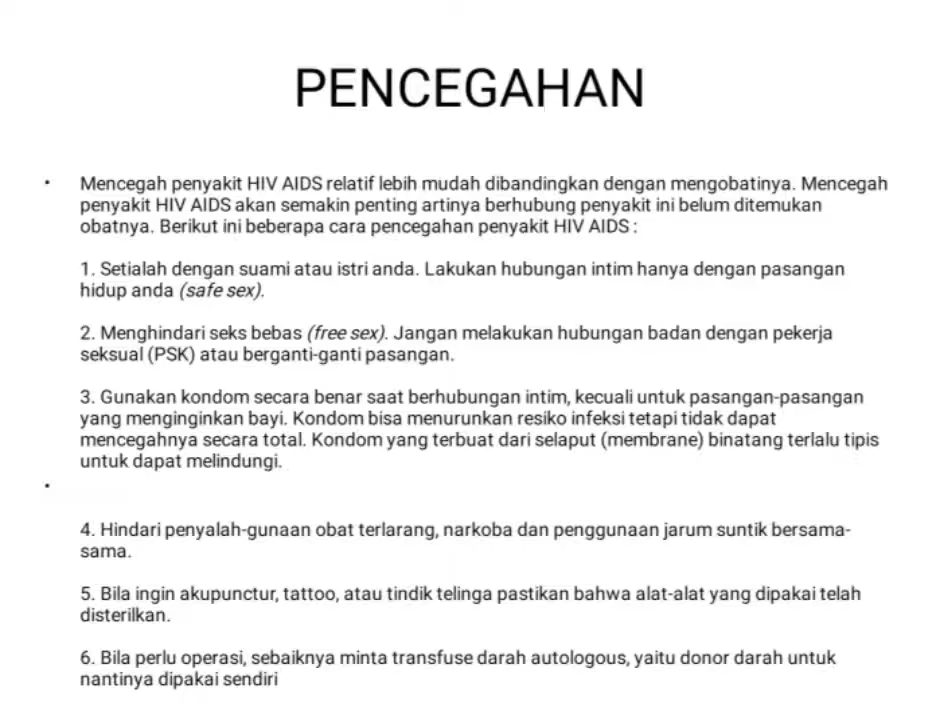 PENCEGAHAN
• Mencegah penyakit HIV AIDS relatif lebih mudah dibandingkan dengan mengobatinya. Mencegah
penyakit HIV AIDS akan semakin penting artinya berhubung penyakit ini belum ditemukan
obatnya. Berikut ini beberapa cara pencegahan penyakit HIV AIDS :
1. Setialah dengan suami atau istri anda. Lakukan hubungan intim hanya dengan pasangan
hidup anda (safe sex).
2. Menghindari seks bebas (free sex). Jangan melakukan hubungan badan dengan pekerja
seksual (PSK) atau berganti-ganti pasangan.
3. Gunakan kondom secara benar saat berhubungan intim, kecuali untuk pasangan-pasangan
yang menginginkan bayi. Kondom bisa menurunkan resiko infeksi tetapi tidak dapat
mencegahnya secara total. Kondom yang terbuat dari selaput (membrane) binatang terlalu tipis
untuk dapat melindungi.
•
4. Hindari penyalah-gunaan obat terlarang, narkoba dan penggunaan jarum suntik bersama-
sama.
5. Bila ingin akupunctur, tattoo, atau tindik telinga pastikan bahwa alat-alat yang dipakai telah
disterilkan.
6. Bila perlu operasi, sebaiknya minta transfuse darah autologous, yaitu donor darah untuk
nantinya dipakai sendiri